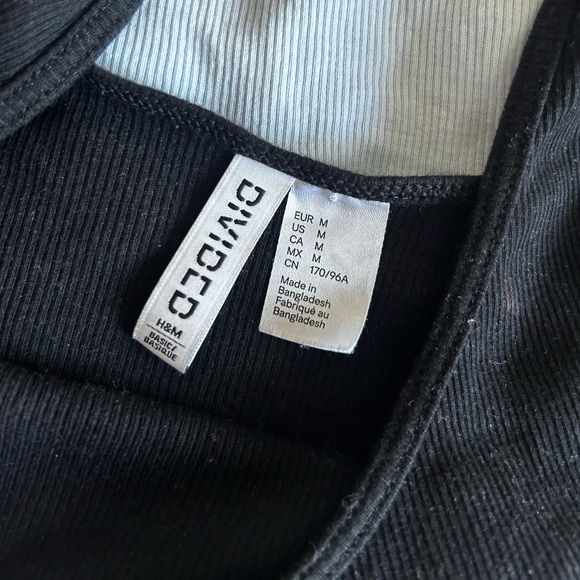 DIVIDED
H&M
BASIC/
BASIQUE
EUR M
US M
CA M
MX M
CN 170/96A
Made in
Bangladesh
Fabriqué au
Bangladesh